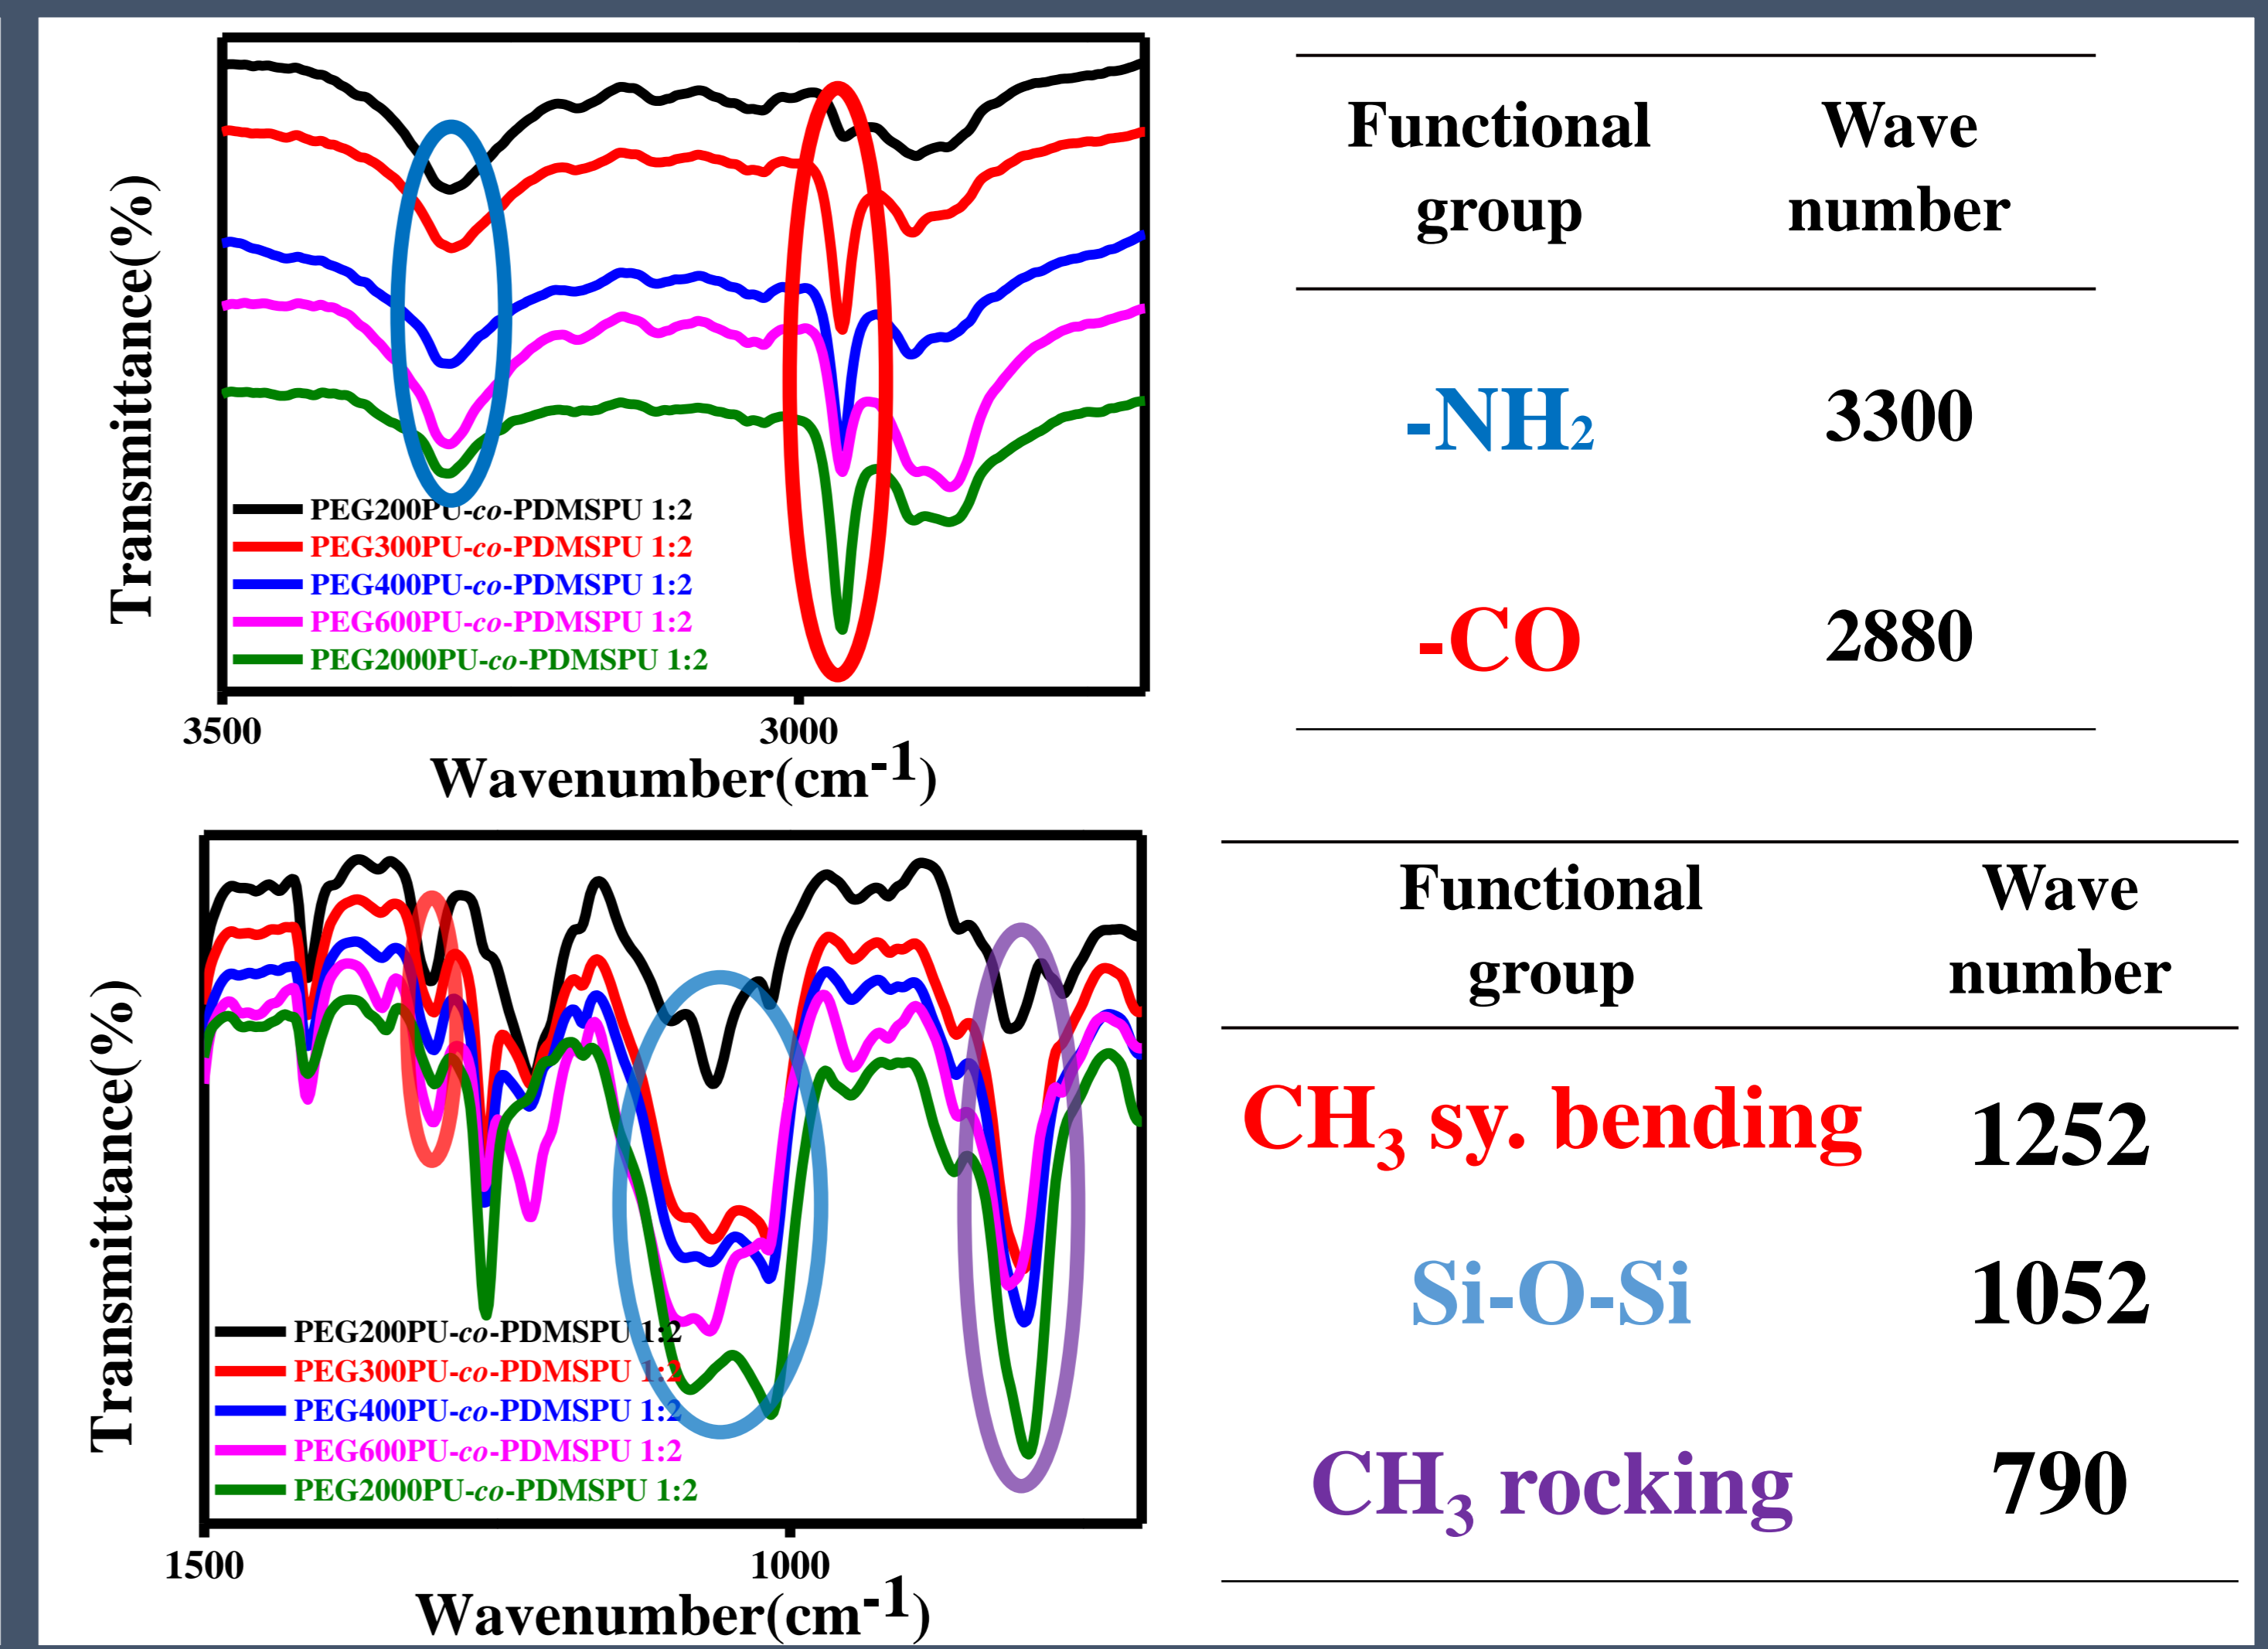 Transmittance(%)
PEG200PU-co-PDMSPU 1:2
PEG300PU-co-PDMSPU 1:2
PEG400PU-co-PDMSPU 1:2
PEG600PU-co-PDMSPU 1:2
PEG2000PU-co-PDMSPU 1:2
3500 3000
Wavenumber(cm⁻¹)
Functional group Wave number
-NH₂ 3300
-CO 2880
Transmittance(%)
PEG200PU-co-PDMSPU 1:2
PEG300PU-co-PDMSPU 1:2
PEG400PU-co-PDMSPU 1:2
PEG600PU-co-PDMSPU 1:2
PEG2000PU-co-PDMSPU 1:2
1500 1000
Wavenumber(cm⁻¹)
Functional group Wave number
CH₃ sy. bending 1252
Si-O-Si 1052
CH₃ rocking 790